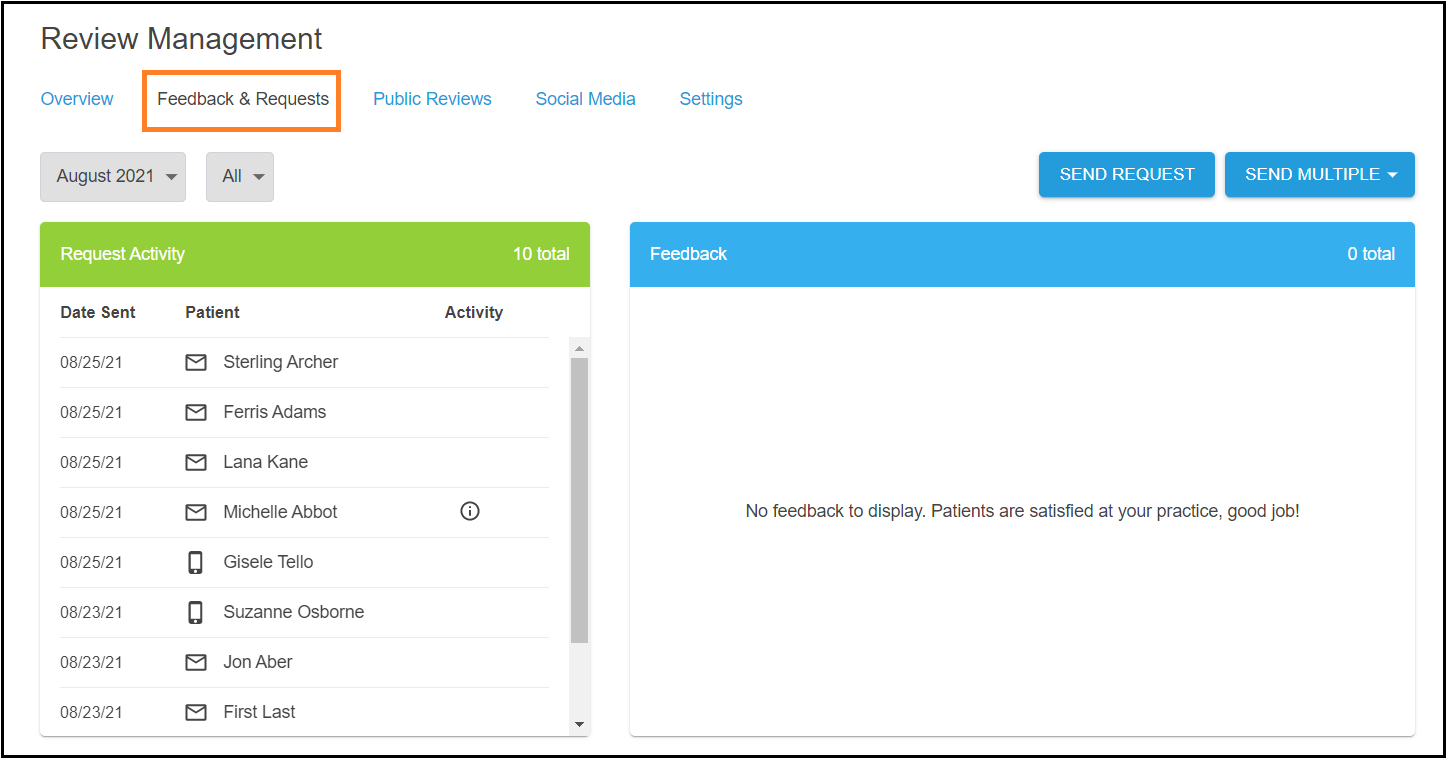 Review Management
Overview Feedback & Requests Public Reviews Social Media Settings
August 2021 All SEND REQUEST SEND MULTIPLE
Request Activity 10 total
Date Sent Patient Activity
08/25/21 Sterling Archer
08/25/21 Ferris Adams
08/25/21 Lana Kane
08/25/21 Michelle Abbot
08/25/21 Gisele Tello
08/23/21 Suzanne Osborne
08/23/21 Jon Aber
08/23/21 First Last
Feedback 0 total
No feedback to display. Patients are satisfied at your practice, good job!